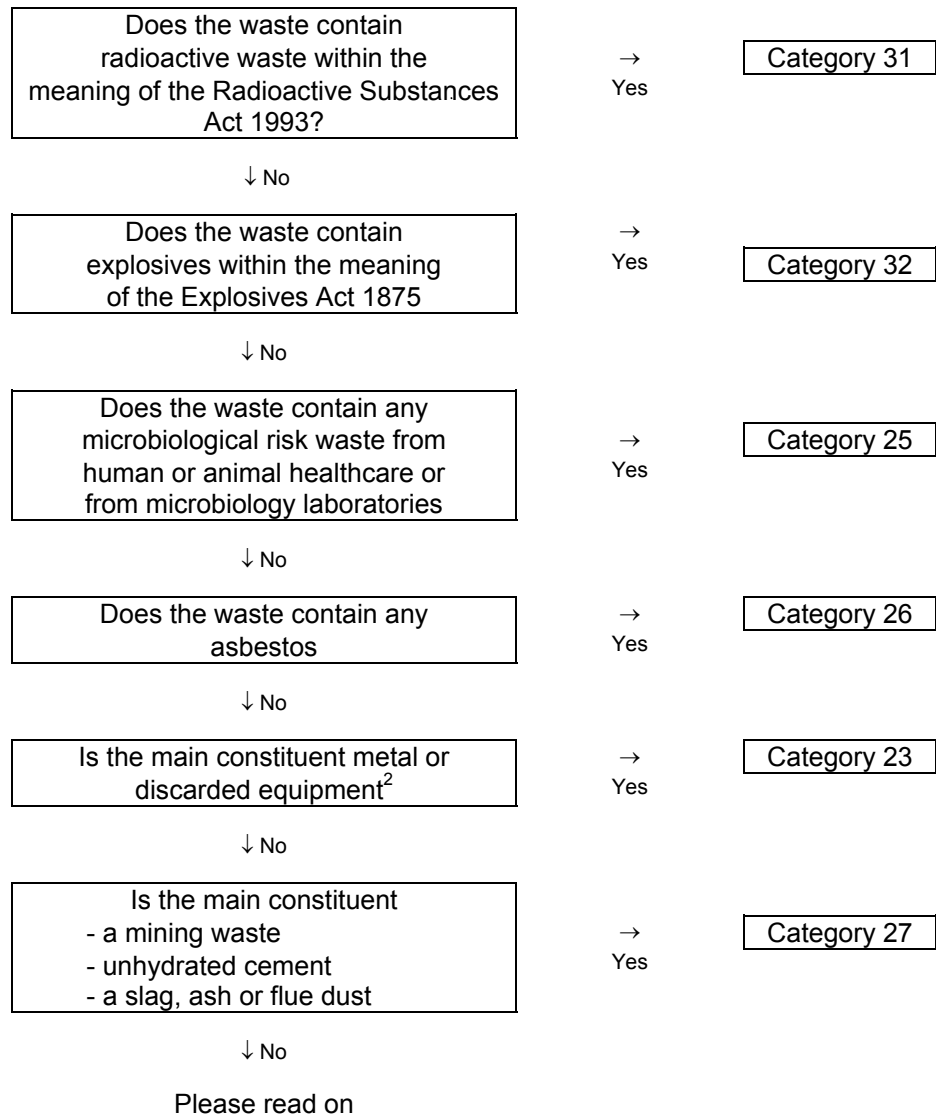 Does the waste contain
radioactive waste within the
meaning of the Radioactive Substances
Act 1993?
→
Yes
Category 31
↓ No
Does the waste contain
explosives within the meaning
of the Explosives Act 1875
→
Yes
Category 32
↓ No
Does the waste contain any
microbiological risk waste from
human or animal healthcare or
from microbiology laboratories
→
Yes
Category 25
↓ No
Does the waste contain any
asbestos
→
Yes
Category 26
↓ No
Is the main constituent metal or
discarded equipment²
→
Yes
Category 23
↓ No
Is the main constituent
- a mining waste
- unhydrated cement
- a slag, ash or flue dust
→
Yes
Category 27
↓ No
Please read on